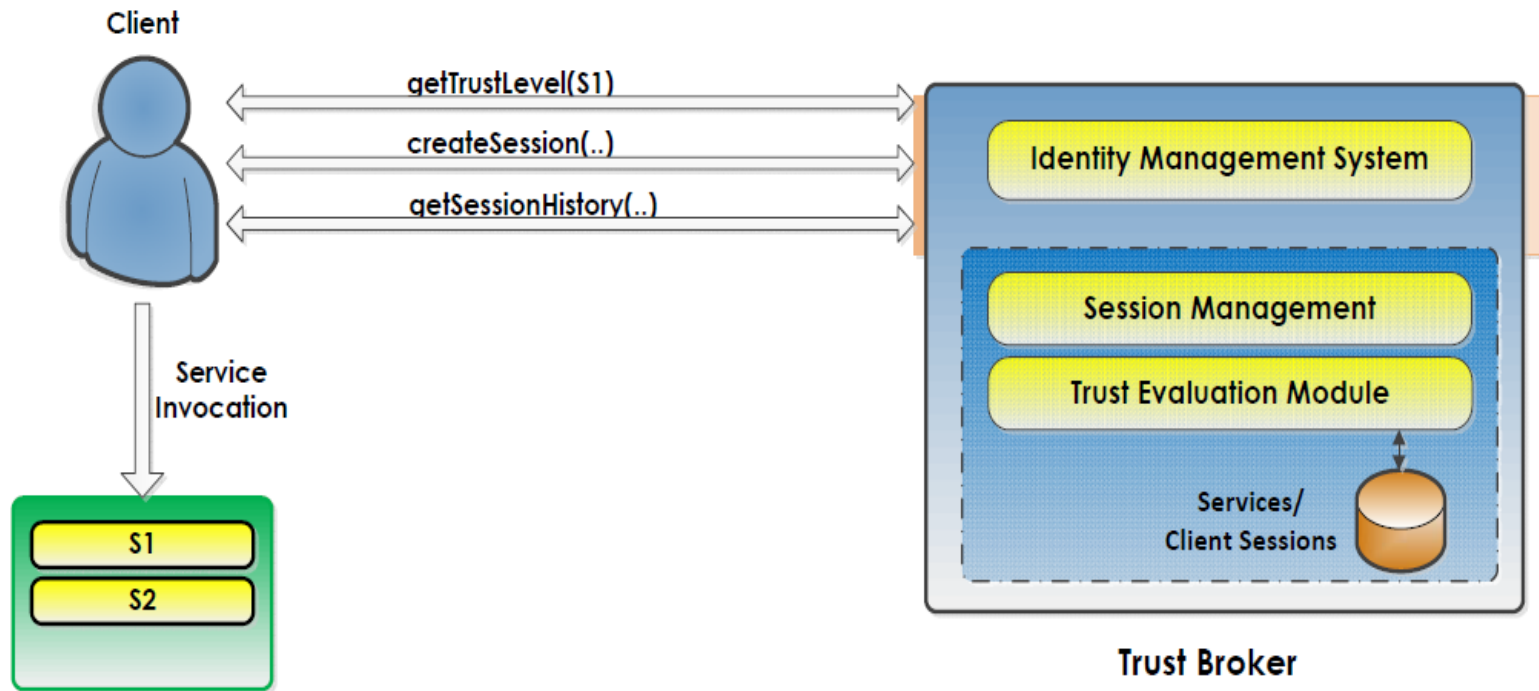 Client
getTrustLevel(S1)
createSession(..)
getSessionHistory(..)
Identity Management System
Session Management
Trust Evaluation Module
Services/
Client Sessions
Trust Broker
Service
Invocation
S1
S2